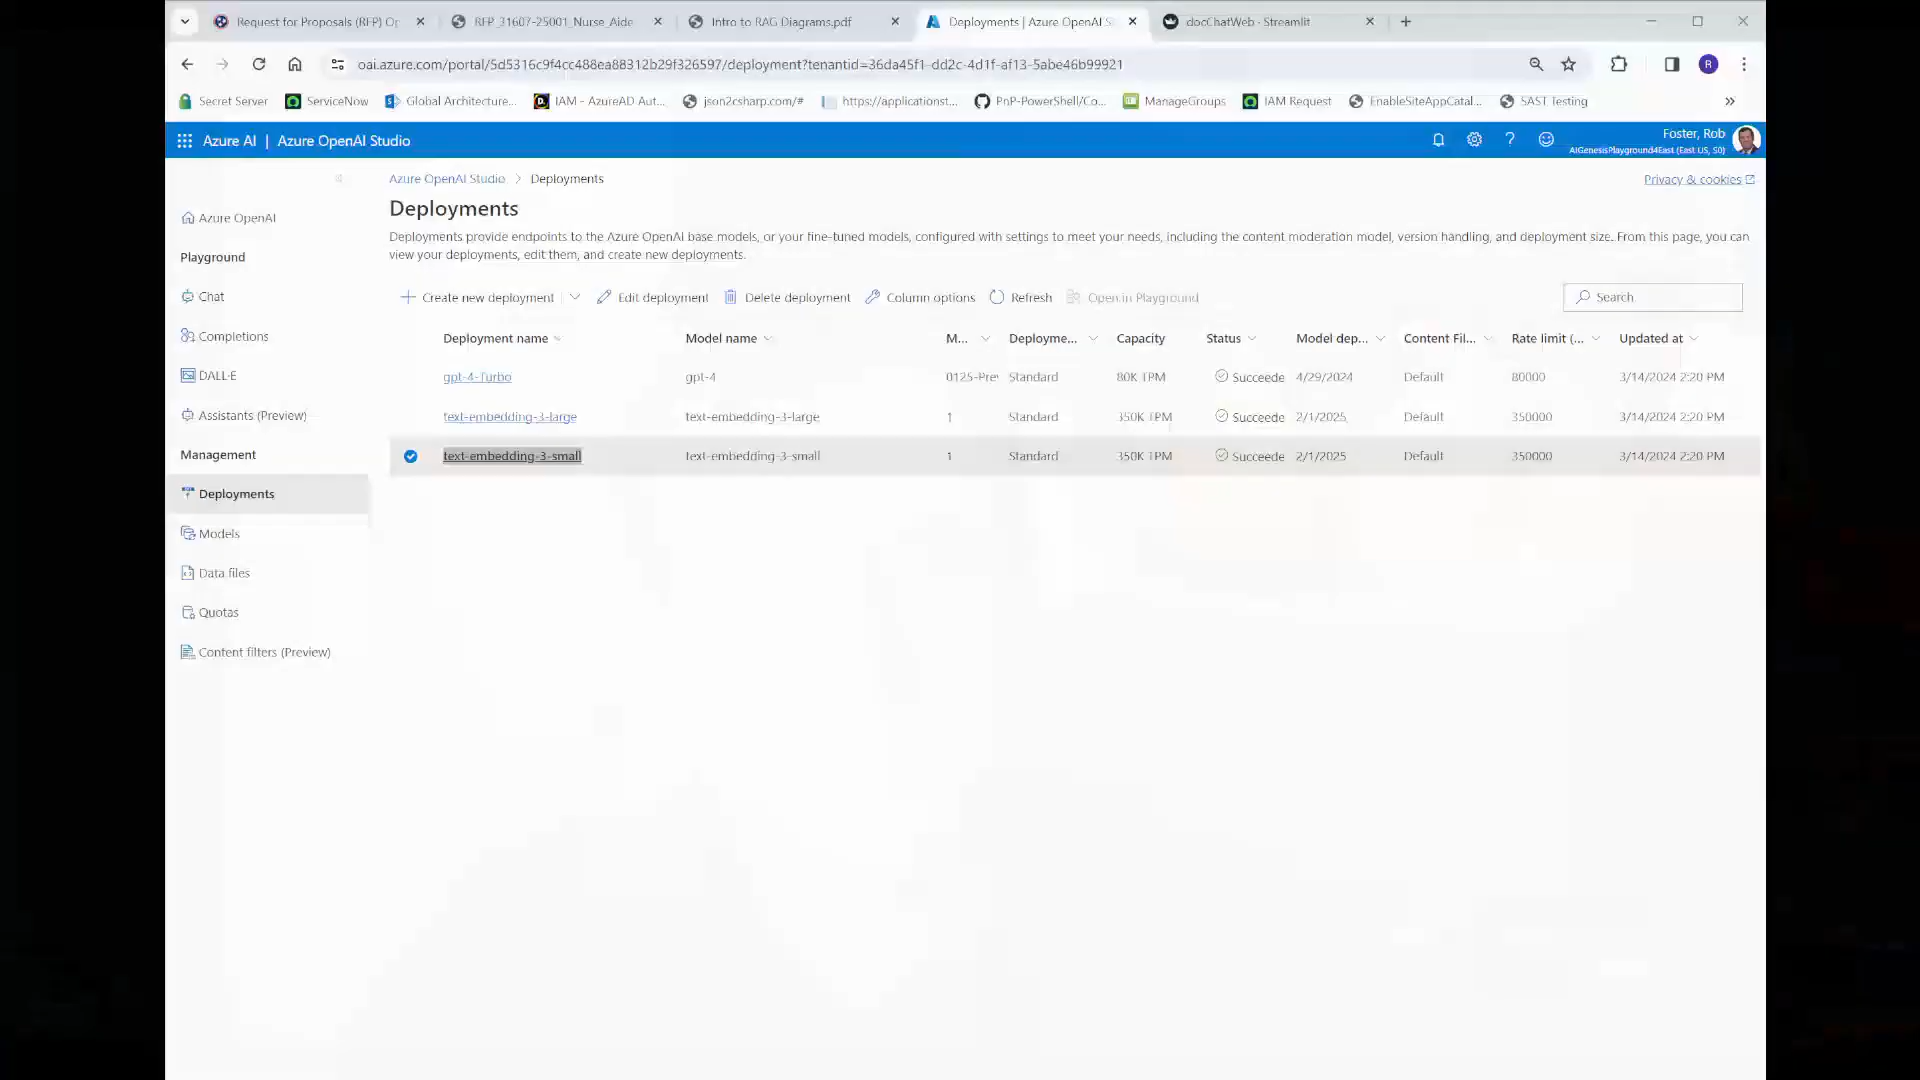 Request for Proposals (RFP) Op
RFP_31607-25001_Nurse_Aide
Intro to RAG Diagrams.pdf
Deployments | Azure OpenAI S
docChatWeb · Streamlit
oai.azure.com/portal/5d5316c9f4cc488ea88312b29f326597/deployment?tenantid=36da45f1-dd2c-4d1f-af13-5abe46b99921
R
Secret Server
ServiceNow
Global Architecture...
IAM - AzureAD Aut...
json2csharp.com/#
https://applicationst...
PnP-PowerShell/Co...
ManageGroups
IAM Request
EnableSiteAppCatal...
SAST Testing
Azure AI | Azure OpenAI Studio
Foster, Rob
AIGenesisPlayground4East (East US, S0)
Azure OpenAI Studio > Deployments
Privacy & cookies
Azure OpenAI
Playground
Chat
Completions
DALL·E
Assistants (Preview)
Management
Deployments
Models
Data files
Quotas
Content filters (Preview)
Deployments
Deployments provide endpoints to the Azure OpenAI base models, or your fine-tuned models, configured with settings to meet your needs, including the content moderation model, version handling, and deployment size. From this page, you can
view your deployments, edit them, and create new deployments.
Create new deployment
Edit deployment
Delete deployment
Column options
Refresh
Open in Playground
Search
Deployment name Model name M... Deployme... Capacity Status Model dep... Content Fil... Rate limit (... Updated at
gpt-4-Turbo gpt-4 0125-Pre Standard 80K TPM Succeede 4/29/2024 Default 80000 3/14/2024 2:20 PM
text-embedding-3-large text-embedding-3-large 1 Standard 350K TPM Succeede 2/1/2025 Default 350000 3/14/2024 2:20 PM
text-embedding-3-small text-embedding-3-small 1 Standard 350K TPM Succeede 2/1/2025 Default 350000 3/14/2024 2:20 PM